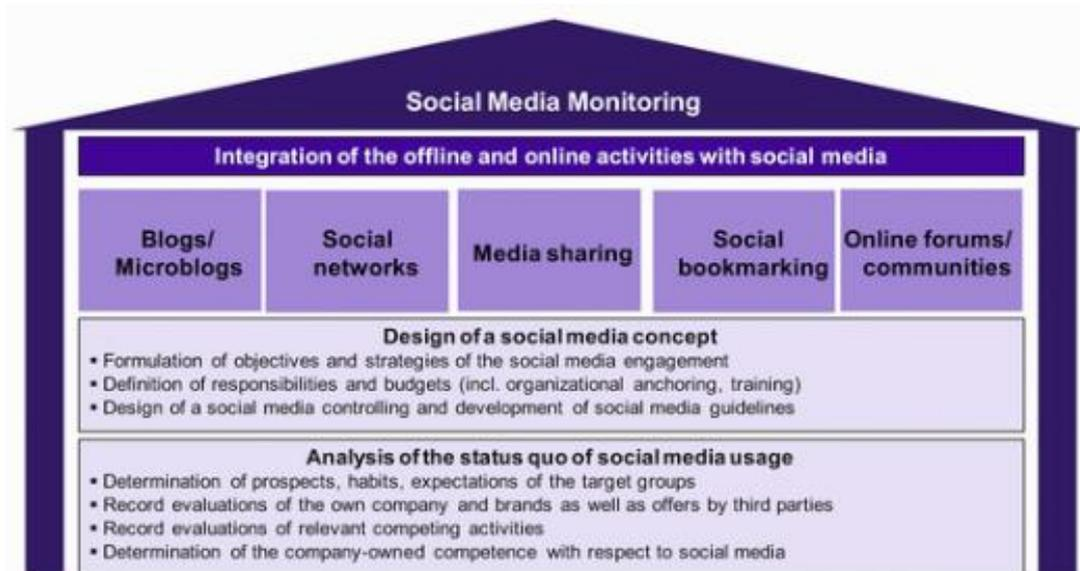 Social Media Monitoring
Integration of the offline and online activities with social media
Blogs/
Microblogs
Social
networks
Media sharing
Social
bookmarking
Online forums/
communities
Design of a social media concept
▪ Formulation of objectives and strategies of the social media engagement
▪ Definition of responsibilities and budgets (incl. organizational anchoring, training)
▪ Design of a social media controlling and development of social media guidelines
Analysis of the status quo of social media usage
▪ Determination of prospects, habits, expectations of the target groups
▪ Record evaluations of the own company and brands as well as offers by third parties
▪ Record evaluations of relevant competing activities
▪ Determination of the company-owned competence with respect to social media